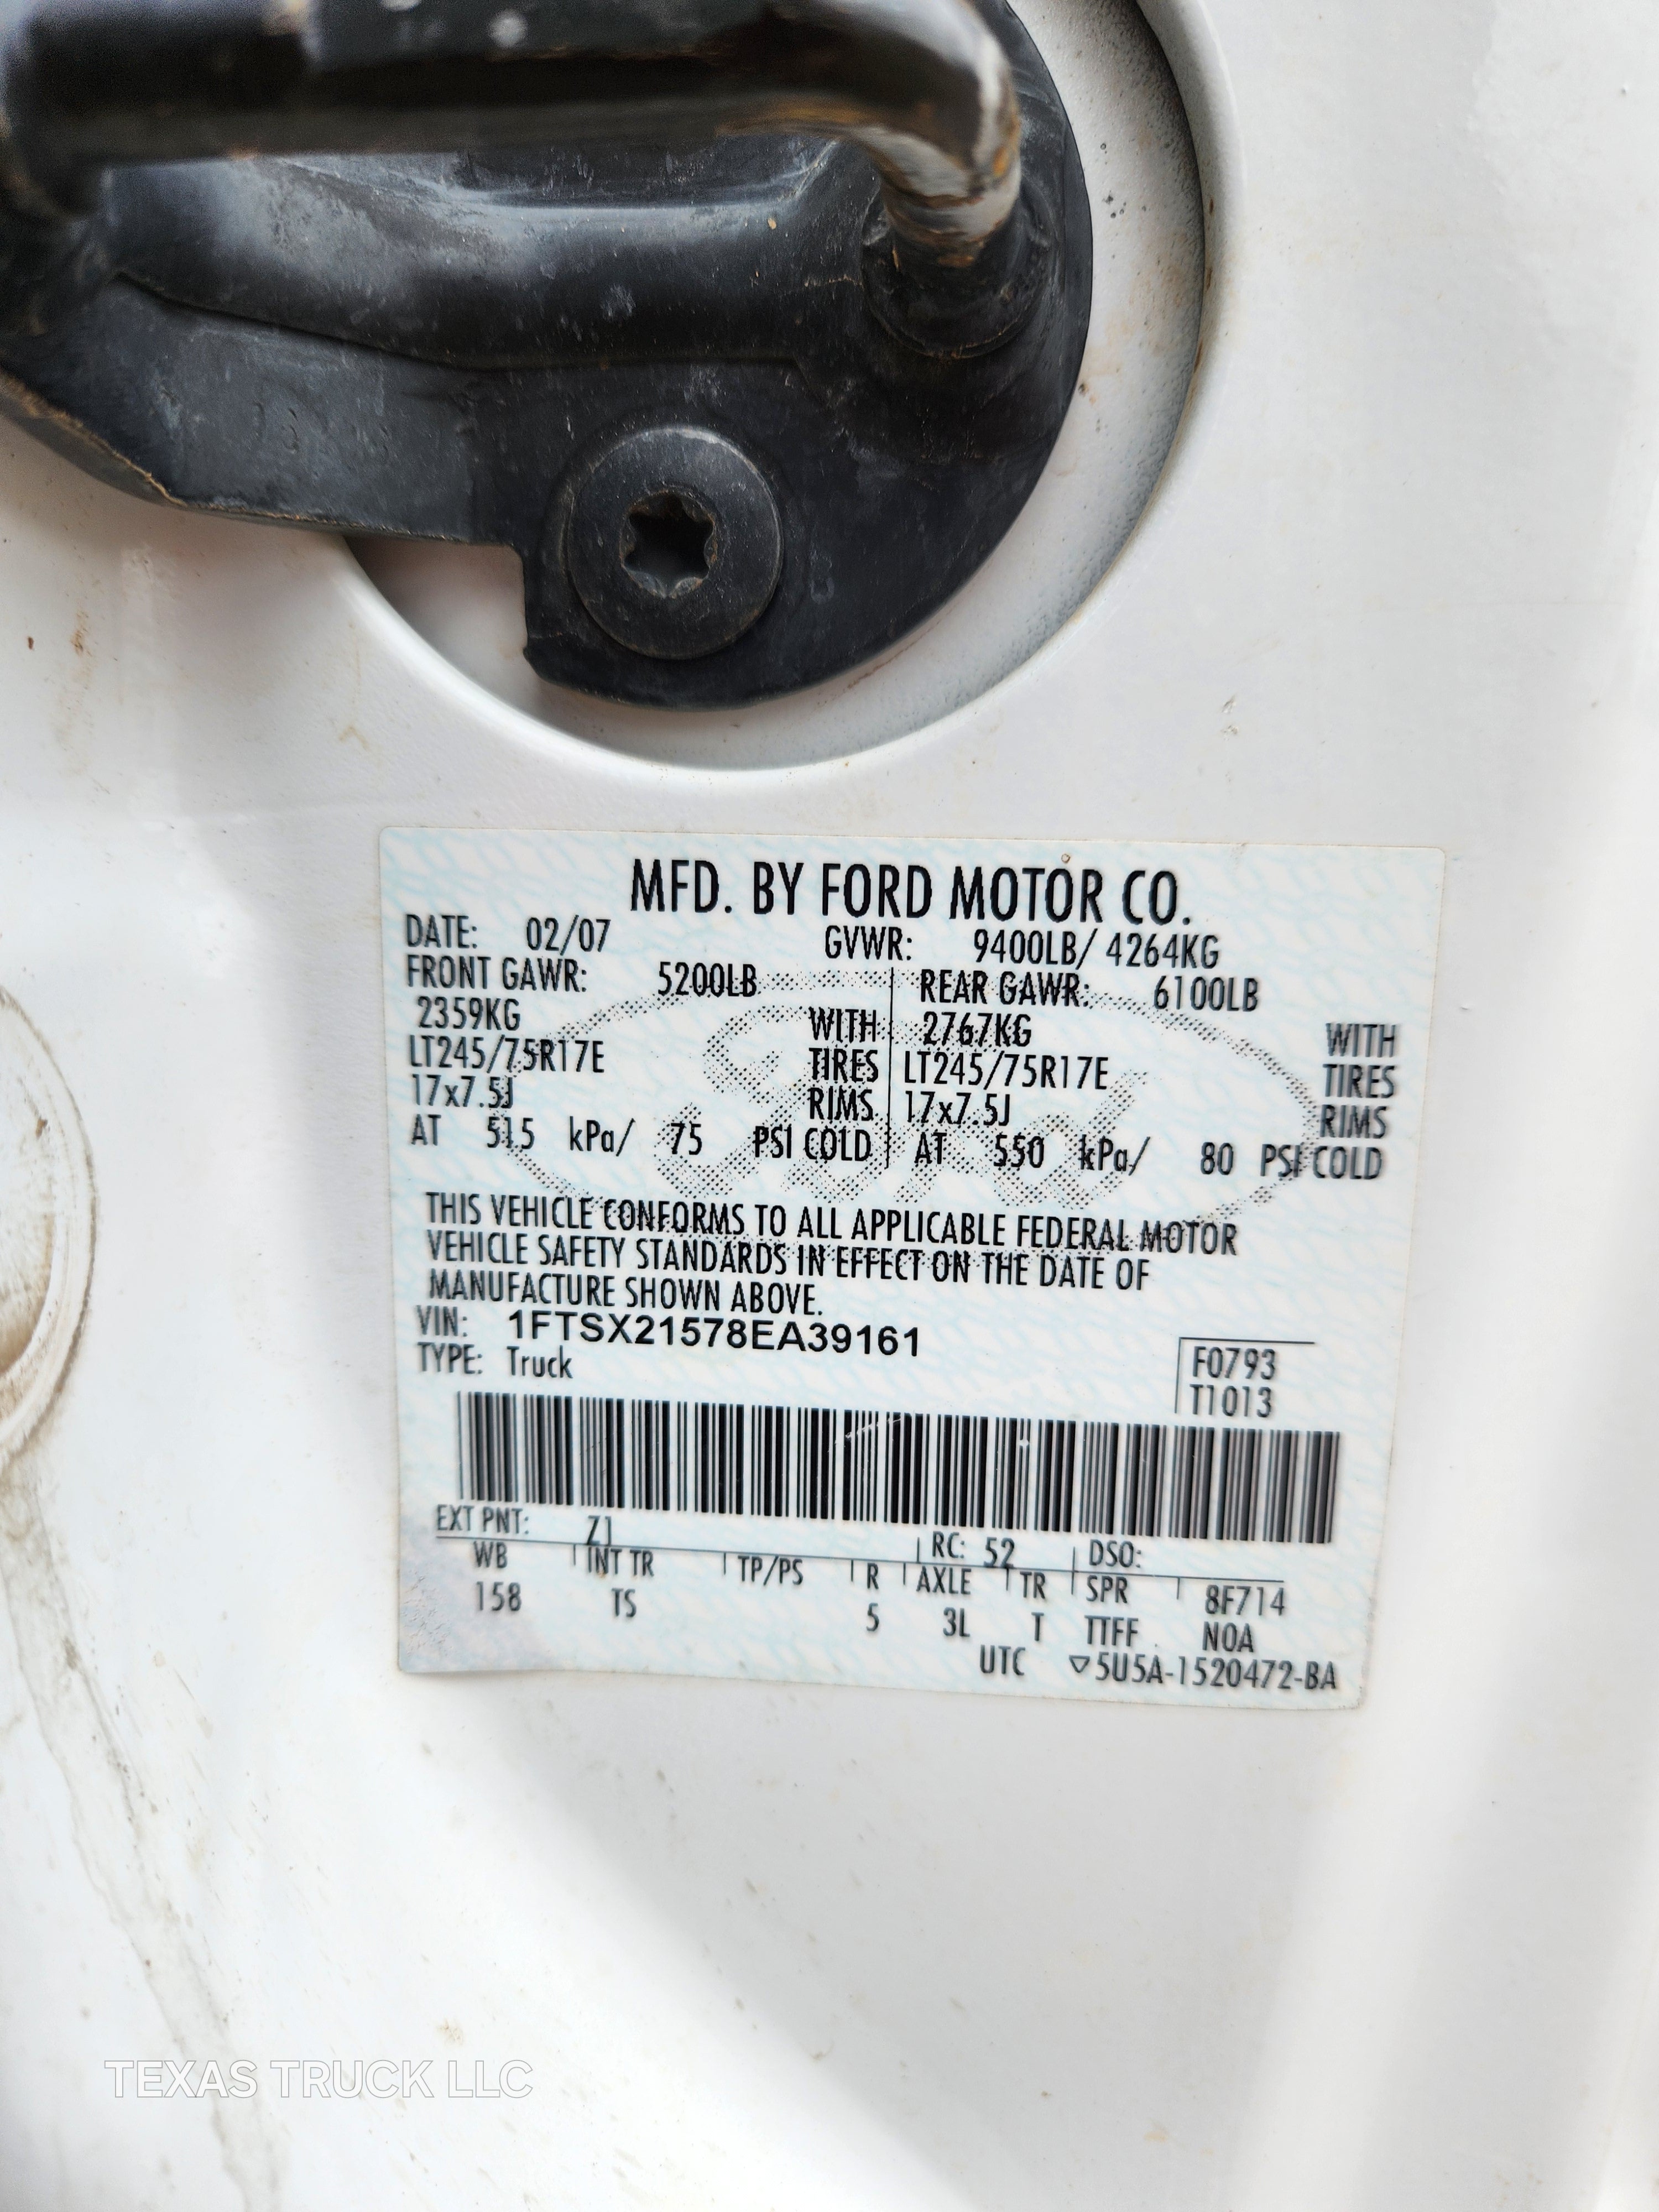 MFD. BY FORD MOTOR CO.
DATE: 02/07 GVWR: 9400LB/ 4264KG
FRONT GAWR: 5200LB REAR GAWR: 6100LB
2359KG WITH 2767KG WITH
LT245/75R17E TIRES LT245/75R17E TIRES
17x7.5J RIMS 17x7.5J RIMS
AT 515 kPa/ 75 PSI COLD AT 550 kPa/ 80 PSI COLD
THIS VEHICLE CONFORMS TO ALL APPLICABLE FEDERAL MOTOR
VEHICLE SAFETY STANDARDS IN EFFECT ON THE DATE OF
MANUFACTURE SHOWN ABOVE.
VIN: 1FTSX21578EA39161
TYPE: Truck F0793
T1013
EXT PNT: Z1 RC: 52 DSO:
WB INT TR TP/PS R AXLE TR SPR 8F714
158 TS 5 3L T TTFF NOA
UTC ▽5U5A-1520472-BA
TEXAS TRUCK LLC